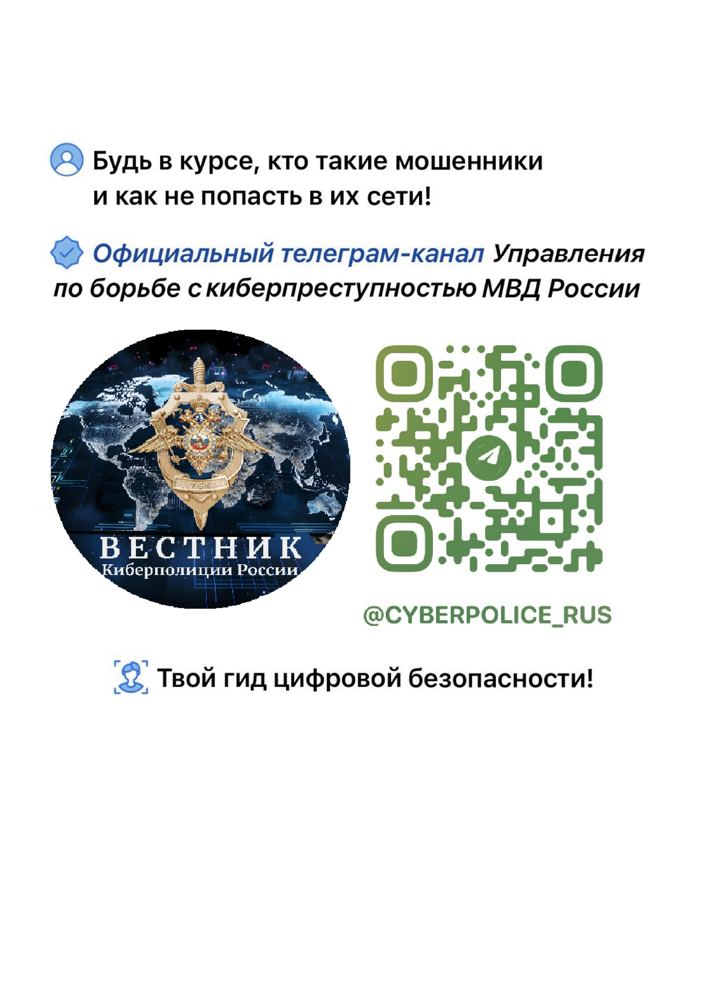 Будь в курсе, кто такие мошенники
и как не попасть в их сети!
Официальный телеграм-канал Управления
по борьбе с киберпреступностью МВД России
УБК
ВЕСТНИК
Киберполиции России
@CYBERPOLICE_RUS
Твой гид цифровой безопасности!